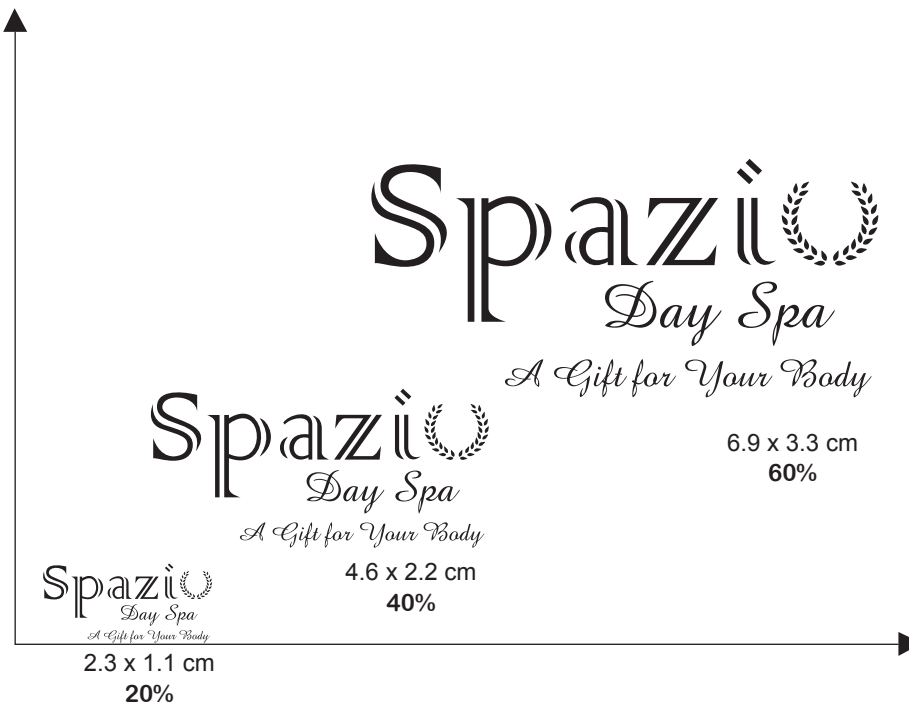 Spazio
Day Spa
A Gift for Your Body
6.9 x 3.3 cm
60%
Spazio
Day Spa
A Gift for Your Body
4.6 x 2.2 cm
40%
Spazio
Day Spa
A Gift for Your Body
2.3 x 1.1 cm
20%